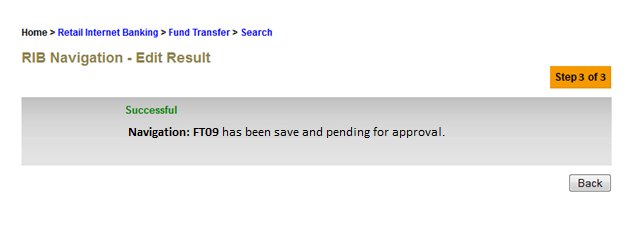 Home > Retail Internet Banking > Fund Transfer > Search
RIB Navigation - Edit Result
Step 3 of 3
Successful
Navigation: FT09 has been save and pending for approval.
Back